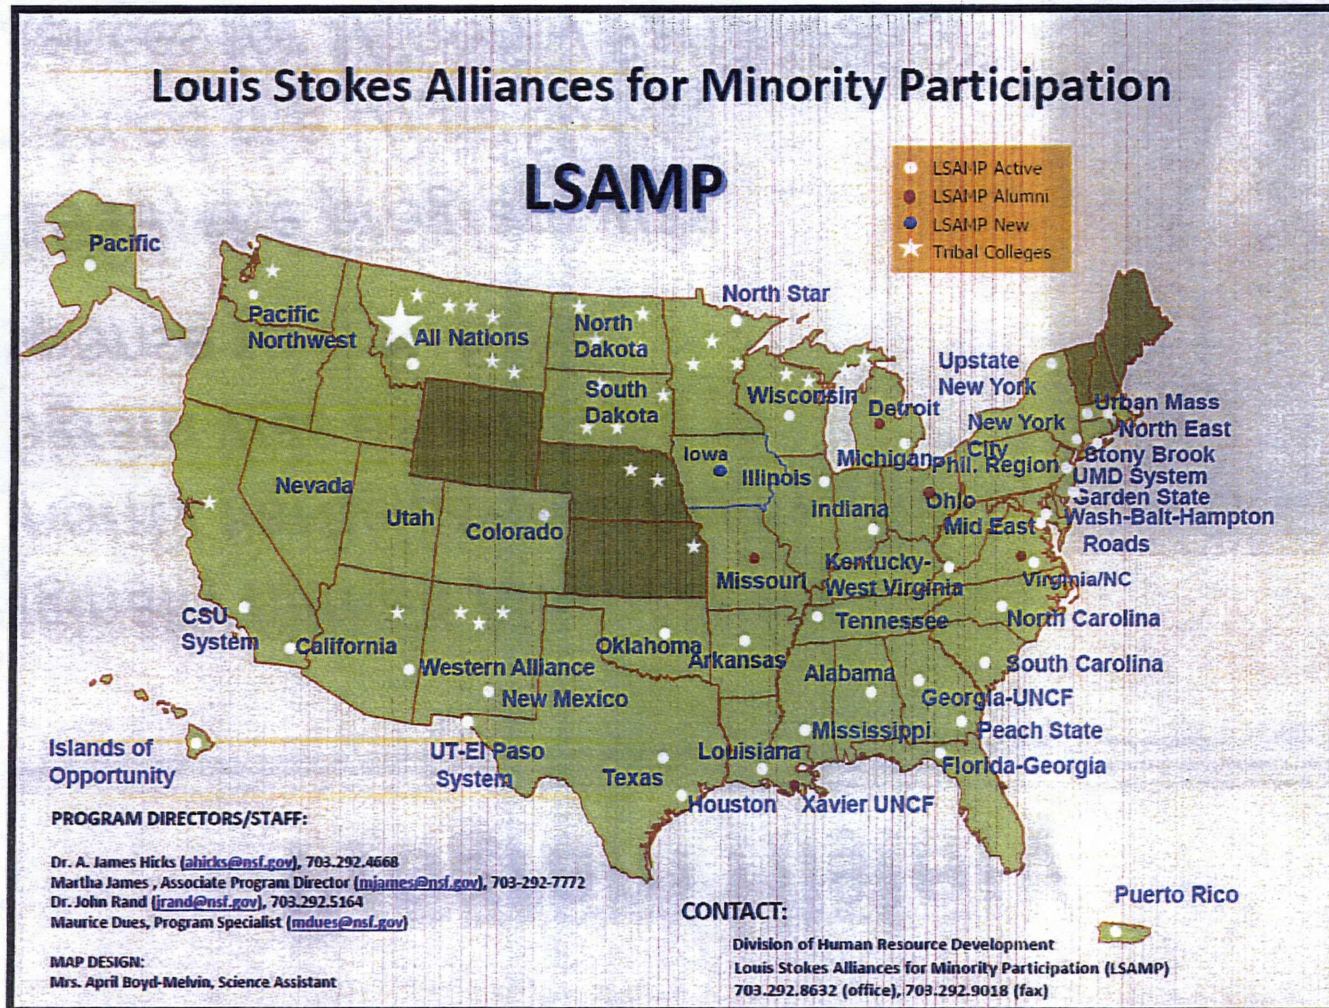 Louis Stokes Alliances for Minority Participation
LSAMP
LSAMP Active
LSAMP Alumni
LSAMP New
Tribal Colleges
Pacific
North Star
Pacific
Northwest
All Nations
North
Dakota
Upstate
New York
South
Dakota
Wisconsin
Detroit
Urban Mass
New York
City
North East
Iowa
Illinois
Michigan
Phil. Region
Stony Brook
UMD System
Nevada
Utah
Colorado
Indiana
Ohio
Garden State
Mid East
Wash-Balt-Hampton
Roads
Missouri
Kentucky-
West Virginia
Virginia/NC
CSU
System
California
Oklahoma
Arkansas
Tennessee
North Carolina
Western Alliance
New Mexico
Alabama
South Carolina
Georgia-UNCF
Islands of
Opportunity
UT-El Paso
System
Texas
Louisiana
Mississippi
Peach State
Florida-Georgia
Houston
Xavier UNCF
PROGRAM DIRECTORS/STAFF:
Dr. A. James Hicks (ahicks@nsf.gov), 703.292.4668
Martha James , Associate Program Director (mjames@nsf.gov), 703-292-7772
Dr. John Rand (jrand@nsf.gov), 703.292.5164
Maurice Dues, Program Specialist (mdues@nsf.gov)
MAP DESIGN:
Mrs. April Boyd-Melvin, Science Assistant
Puerto Rico
CONTACT:
Division of Human Resource Development
Louis Stokes Alliances for Minority Participation (LSAMP)
703.292.8632 (office), 703.292.9018 (fax)